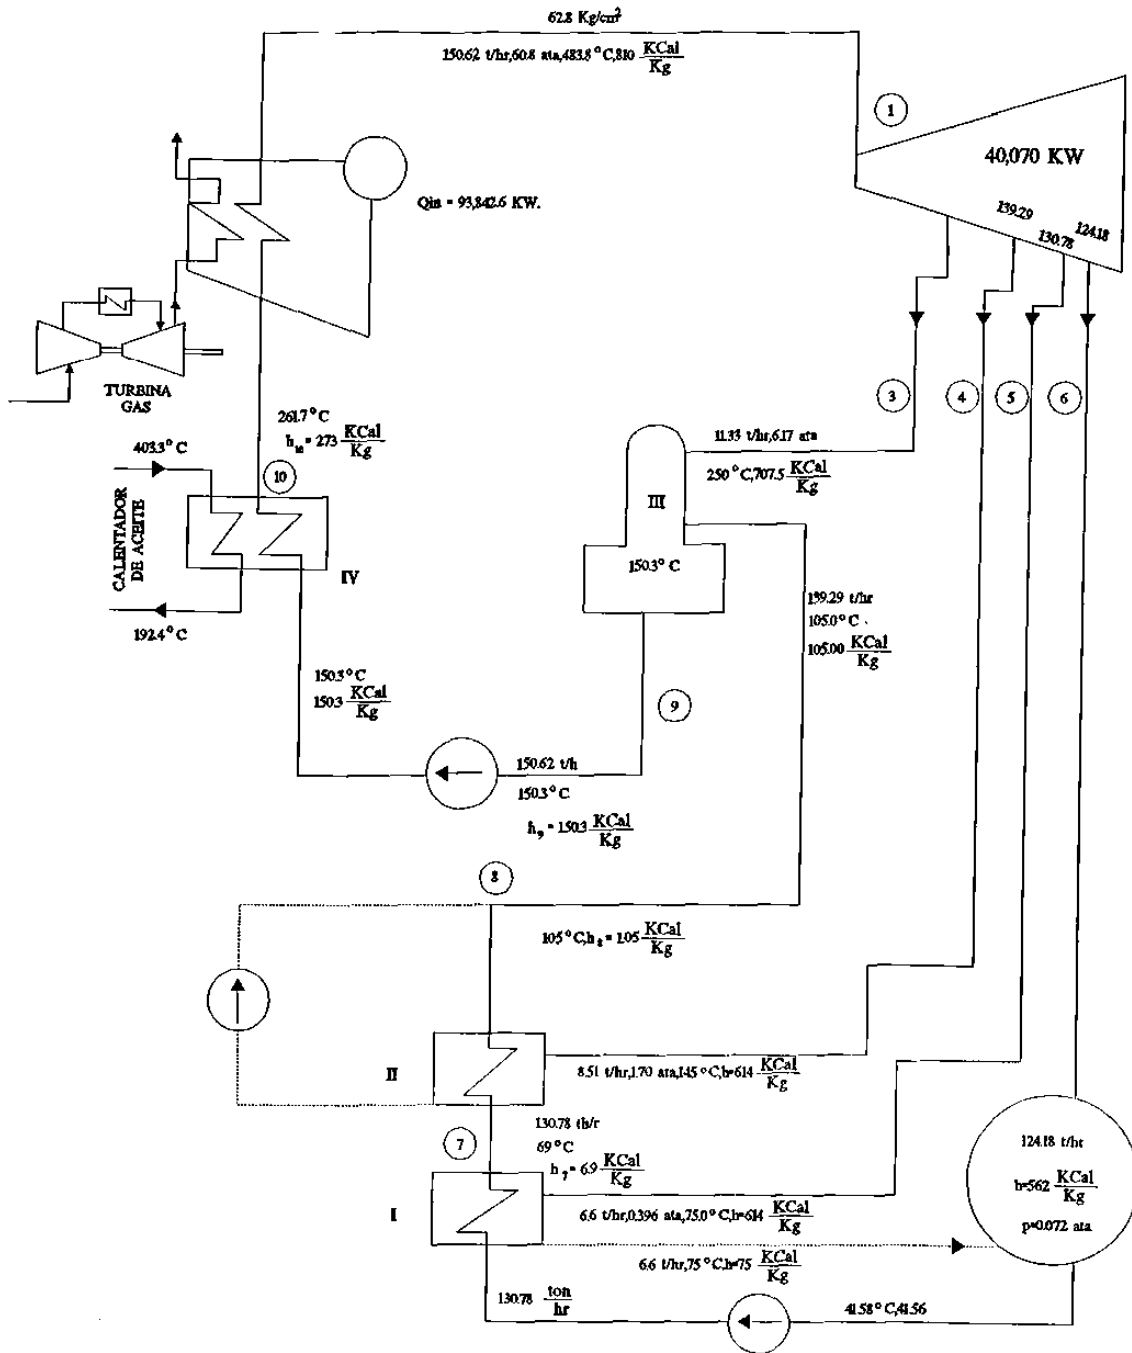 62.8 Kg/cm²
150.62 t/hr,60.8 ata,483.8°C,810 KCal/Kg
1
40,070 KW
139.29
130.78
124.18
Qin = 93,842.6 KW.
TURBINA
GAS
3
4
5
6
261.7°C
h₁₀ = 273 KCal/Kg
403.3°C
10
11.33 t/hr,6.17 ata
250°C,707.5 KCal/Kg
III
CALENTADOR
DE ACEITE
IV
150.3°C
192.4°C
139.29 t/hr
105.0°C
105.00 KCal/Kg
150.3°C
150.3 KCal/Kg
9
150.62 t/h
150.3°C
h₉ = 150.3 KCal/Kg
8
105°C,h₈ = 105 KCal/Kg
II
8.51 t/hr,1.70 ata,145°C,h=614 KCal/Kg
130.78 th/r
69°C
7
h₇ = 6.9 KCal/Kg
I
6.6 t/hr,0.396 ata,75.0°C,h=614 KCal/Kg
6.6 t/hr,75°C,h=75 KCal/Kg
124.18 t/hr
h=562 KCal/Kg
p=0.072 ata
130.78 ton/hr
41.58°C,41.56